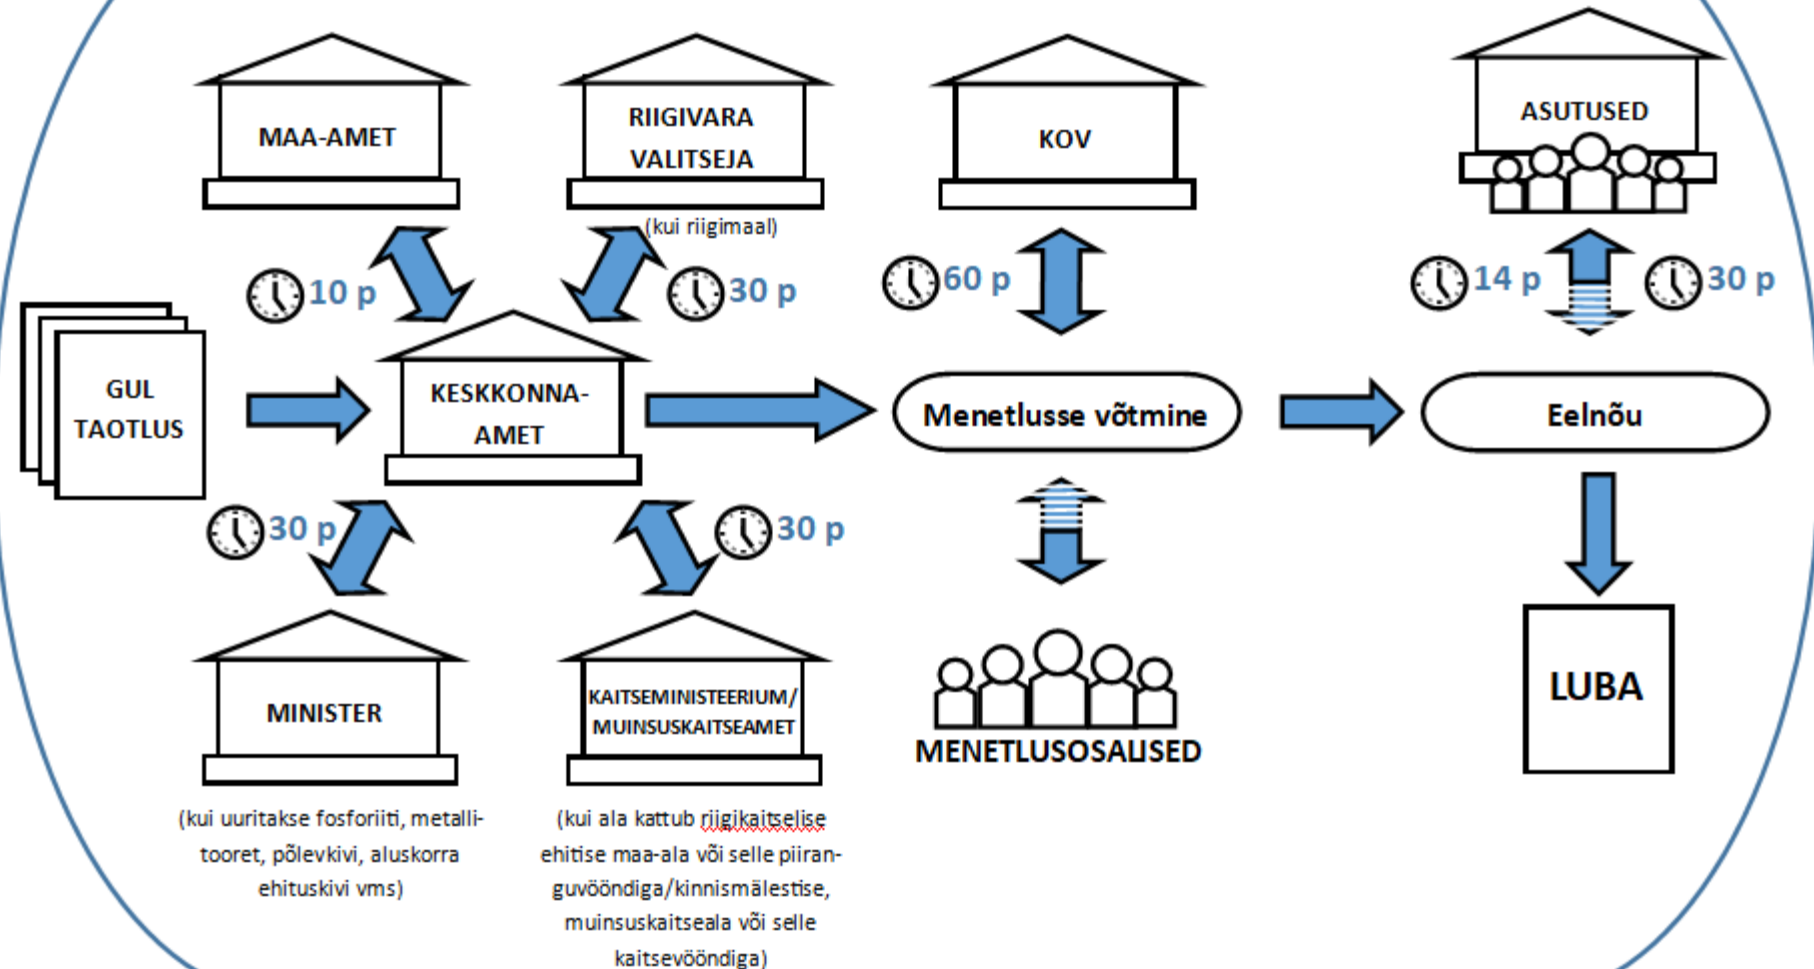 MAA-AMET
RIIGIVARA
VALITSEJA
(kui riigimaal)
KOV
ASUTUSED
10 p
30 p
60 p
14 p
30 p
GUL
TAOTLUS
KESKKONNA-
AMET
Menetlusse võtmine
Eelnõu
30 p
30 p
MINISTER
(kui uuritakse fosforiiti, metalli-
tooret, põlevkivi, aluskorra
ehituskivi vms)
KAITSEMINISTEERIUM/
MUINSUSKAITSEAMET
(kui ala kattub riigikaitselise
ehitise maa-ala või selle piiran-
guvööndiga/kinnismälestise,
muinsuskaitseala või selle
kaitsevööndiga)
MENETLUSOSALISED
LUBA